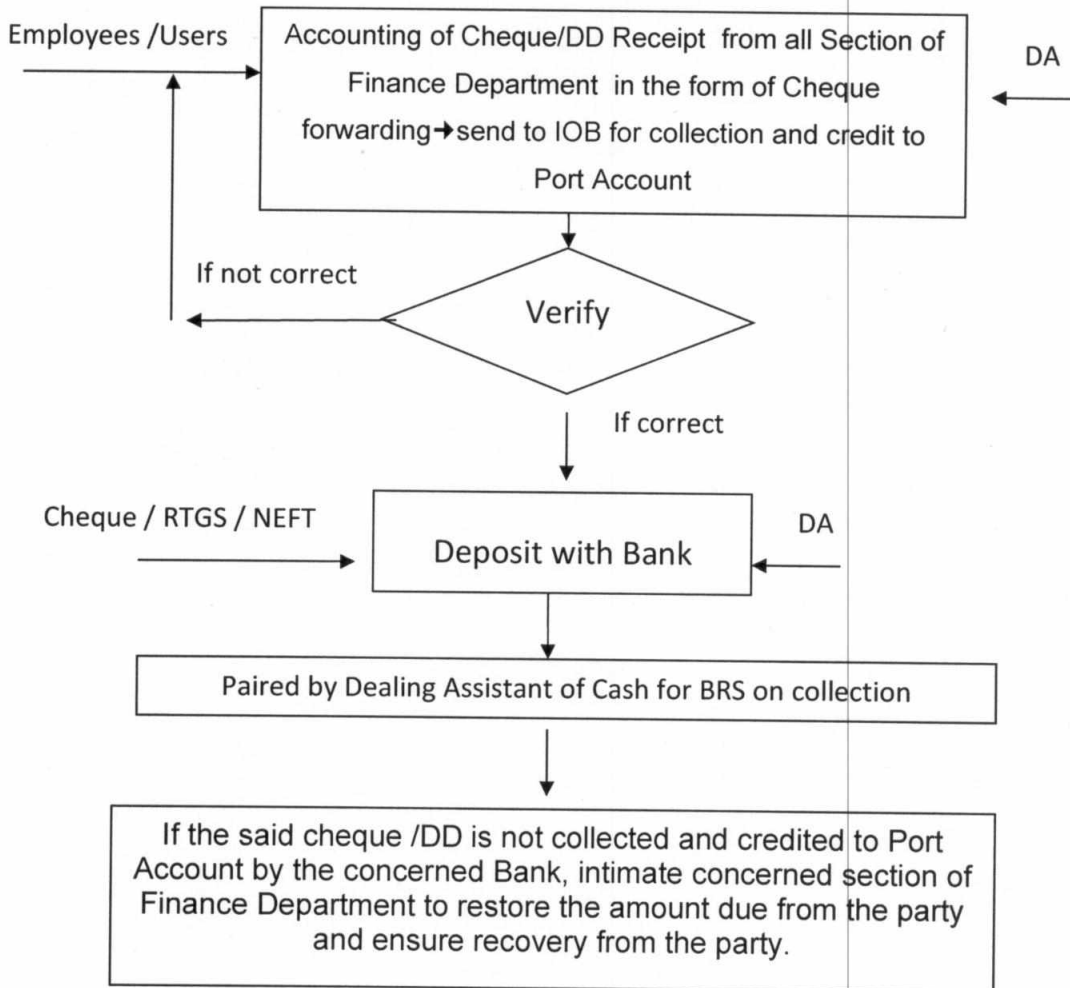 Employees /Users
Accounting of Cheque/DD Receipt from all Section of
Finance Department in the form of Cheque
forwarding→send to IOB for collection and credit to
Port Account
DA
If not correct
Verify
If correct
Cheque / RTGS / NEFT
Deposit with Bank
DA
Paired by Dealing Assistant of Cash for BRS on collection
If the said cheque /DD is not collected and credited to Port
Account by the concerned Bank, intimate concerned section of
Finance Department to restore the amount due from the party
and ensure recovery from the party.